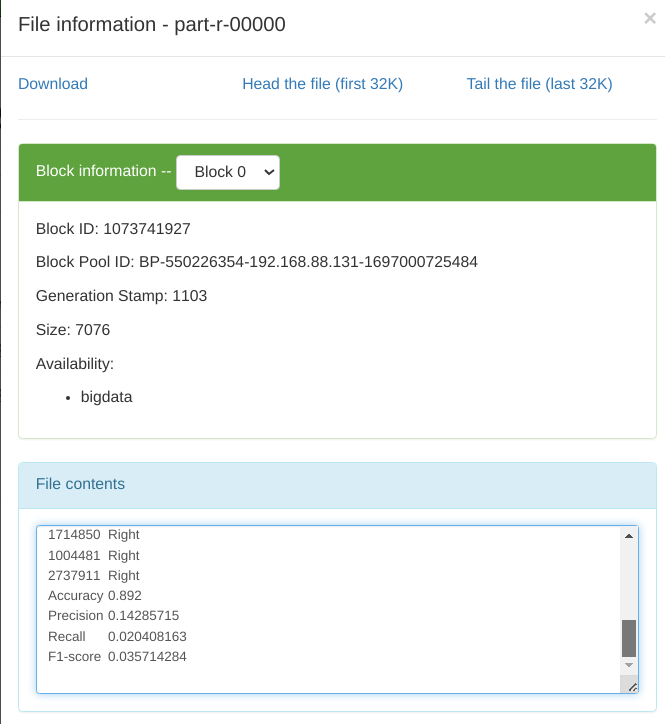 File information - part-r-00000
×
Download
Head the file (first 32K)
Tail the file (last 32K)
Block information -- Block 0
Block ID: 1073741927
Block Pool ID: BP-550226354-192.168.88.131-1697000725484
Generation Stamp: 1103
Size: 7076
Availability:
• bigdata
File contents
1714850 Right
1004481 Right
2737911 Right
Accuracy 0.892
Precision 0.14285715
Recall 0.020408163
F1-score 0.035714284